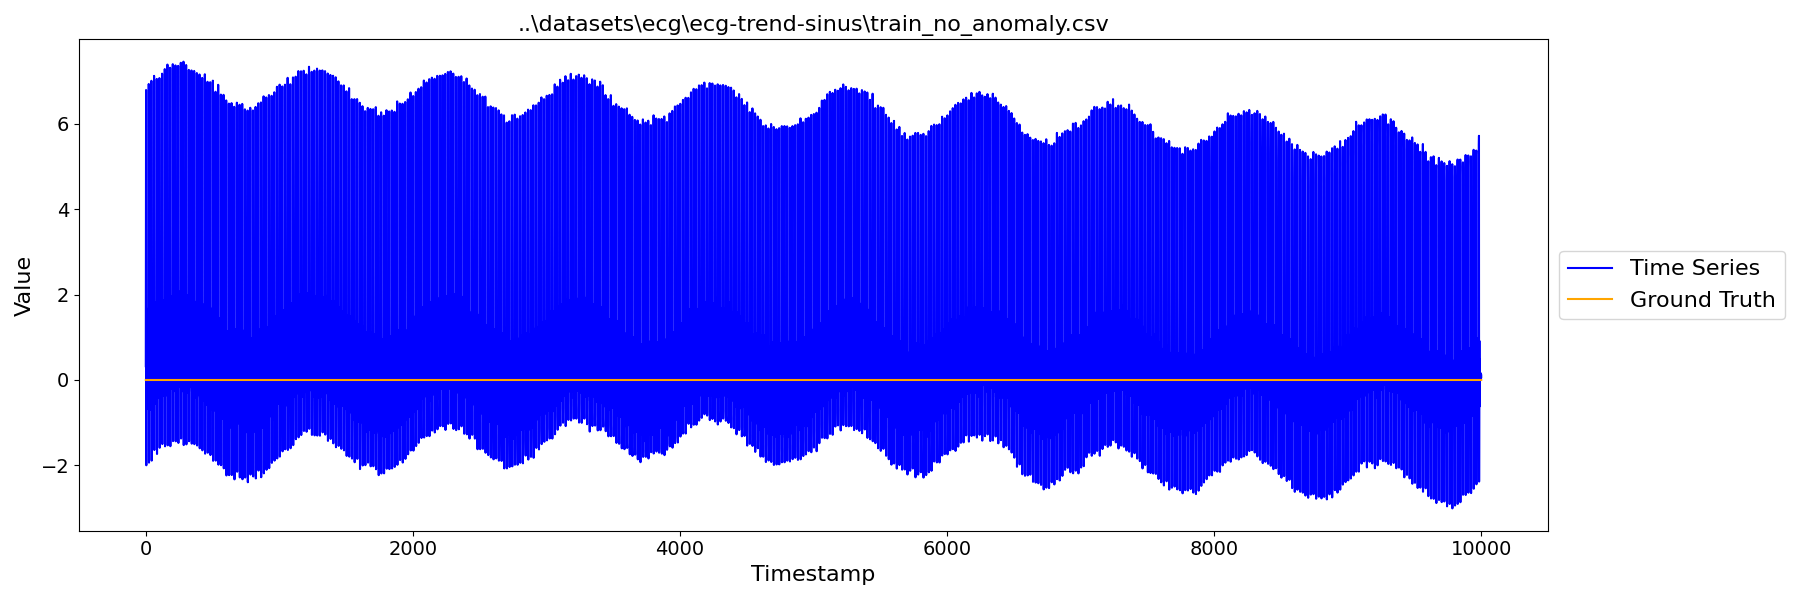 ..\datasets\ecg\ecg-trend-sinus\train_no_anomaly.csv
Value
6
4
2
0
−2
0 2000 4000 6000 8000 10000
Timestamp
Time Series
Ground Truth